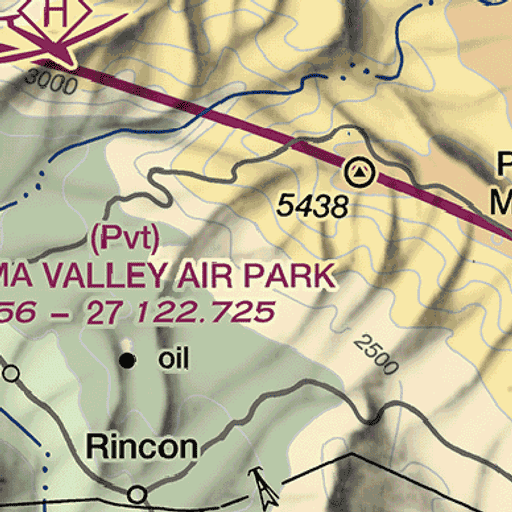 H
3000
5438
P
M
(Pvt)
MA VALLEY AIR PARK
56 – 27 122.725
oil
2500
Rincon